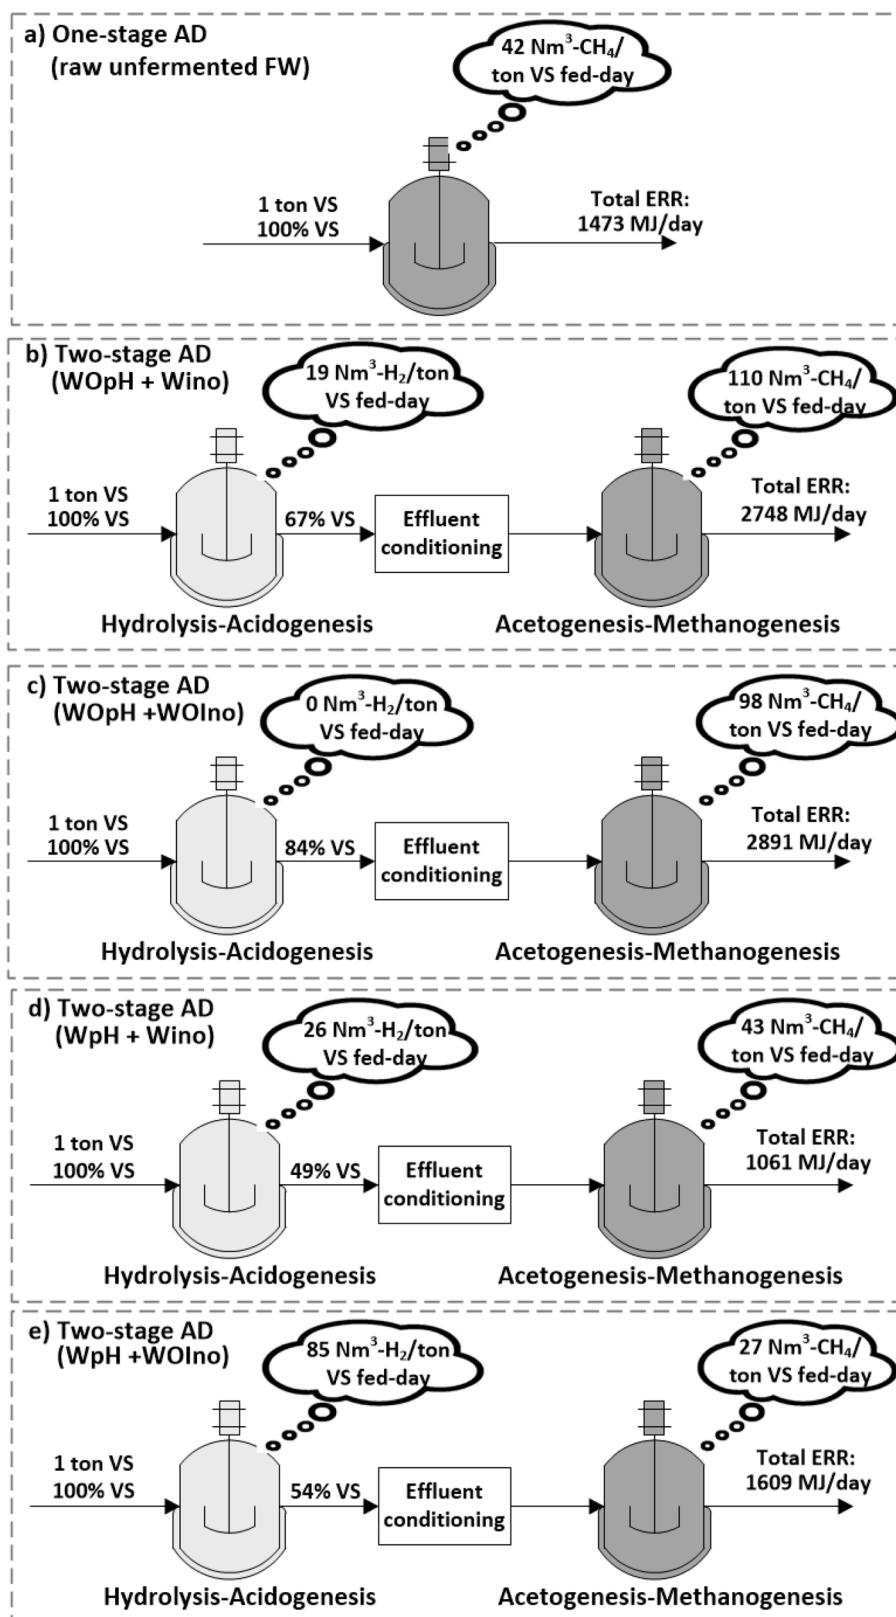 a) One-stage AD
(raw unfermented FW)
42 Nm³-CH₄/
ton VS fed-day
1 ton VS
100% VS
Total ERR:
1473 MJ/day
b) Two-stage AD
(WOpH + Wino)
19 Nm³-H₂/ton
VS fed-day
110 Nm³-CH₄/
ton VS fed-day
1 ton VS
100% VS
67% VS
Effluent
conditioning
Total ERR:
2748 MJ/day
Hydrolysis-Acidogenesis
Acetogenesis-Methanogenesis
c) Two-stage AD
(WOpH +WOIno)
0 Nm³-H₂/ton
VS fed-day
98 Nm³-CH₄/
ton VS fed-day
1 ton VS
100% VS
84% VS
Effluent
conditioning
Total ERR:
2891 MJ/day
Hydrolysis-Acidogenesis
Acetogenesis-Methanogenesis
d) Two-stage AD
(WpH + Wino)
26 Nm³-H₂/ton
VS fed-day
43 Nm³-CH₄/
ton VS fed-day
1 ton VS
100% VS
49% VS
Effluent
conditioning
Total ERR:
1061 MJ/day
Hydrolysis-Acidogenesis
Acetogenesis-Methanogenesis
e) Two-stage AD
(WpH +WOIno)
85 Nm³-H₂/ton
VS fed-day
27 Nm³-CH₄/
ton VS fed-day
1 ton VS
100% VS
54% VS
Effluent
conditioning
Total ERR:
1609 MJ/day
Hydrolysis-Acidogenesis
Acetogenesis-Methanogenesis